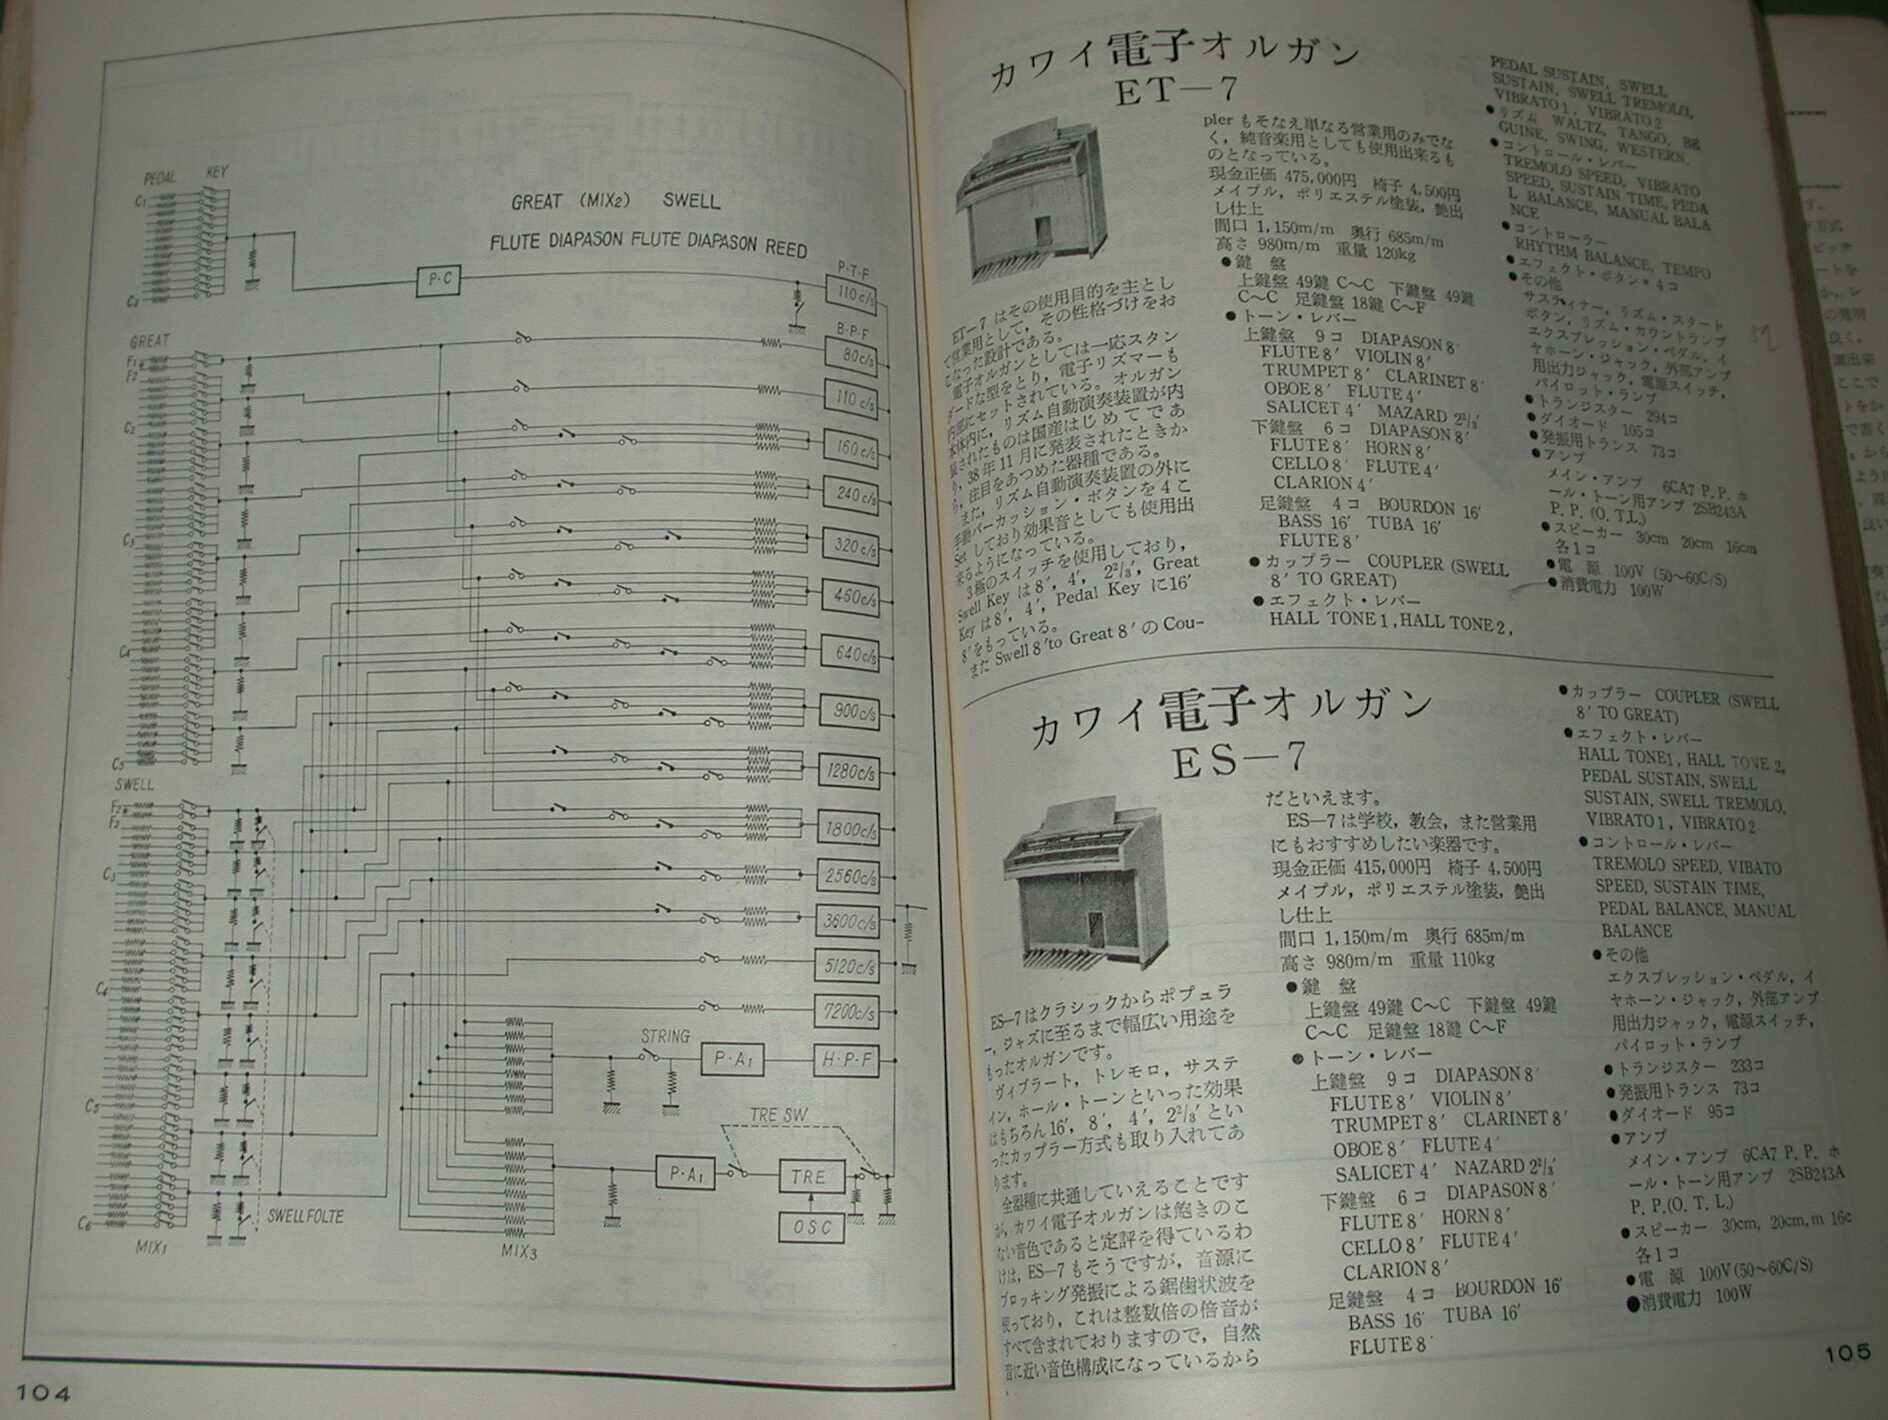 PEDAL KEY
C1
C3
GREAT (MIX2) SWELL
FLUTE DIAPASON FLUTE DIAPASON REED
P・C
P・T・F
110c/s
GREAT
F1
F2
C2
C3
C4
C5
B・P・F
80c/s
110c/s
160c/s
240c/s
320c/s
460c/s
640c/s
900c/s
1280c/s
1800c/s
2560c/s
3600c/s
5120c/s
7200c/s
SWELL
F2
F2
C3
C4
C5
C6
MIX1
SWELLFOLTE
MIX3
STRING
P・A1
H・P・F
TRE SW
P・A1
TRE
OSC
104
カワイ電子オルガン
ET—7
ET—7 はその使用目的を主とし
て営業用として，その性格づけをお
こなった設計である。
電子オルガンとしては一応スタン
ダードな型をとり，電子リズマーも
内部にセットされている。オルガン
本体内に，リズム自動演奏装置が内
蔵されたものは国産はじめてであ
り，38年11月に発表されたときか
ら，注目をあつめた器種である。
また，リズム自動演奏装置の外に
手動パーカッション・ボタンを4こ
Set しており効果音としても使用出
来るようになっている。
3極のスイッチを使用しており，
Swell Key は8′，4′，2⅔′，Great
Key は8′，4′，Pedal Key に16′
8′をもっている。
また Swell 8′to Great 8′ の Cou-
pler もそなえ単なる営業用のみでな
く，純音楽用としても使用出来るも
のとなっている。
現金正価 475,000円 椅子 4,500円
メイプル，ポリエステル塗装，艶出
し仕上
間口 1,150m/m 奥行 685m/m
高さ 980m/m 重量 120kg
●鍵 盤
上鍵盤 49鍵 C〜C 下鍵盤 49鍵
C〜C 足鍵盤 18鍵 C〜F
●トーン・レバー
上鍵盤 9コ DIAPASON 8′
FLUTE 8′ VIOLIN 8′
TRUMPET 8′ CLARINET 8′
OBOE 8′ FLUTE 4′
SALICET 4′ MAZARD 2⅔′
下鍵盤 6コ DIAPASON 8′
FLUTE 8′ HORN 8′
CELLO 8′ FLUTE 4′
CLARION 4′
足鍵盤 4コ BOURDON 16′
BASS 16′ TUBA 16′
FLUTE 8′
●カップラー COUPLER (SWELL
8′ TO GREAT)
●エフェクト・レバー
HALL TONE 1, HALL TONE 2,
PEDAL SUSTAIN, SWELL
SUSTAIN, SWELL TREMOLO,
VIBRATO 1, VIBRATO 2
●リズム WALTZ, TANGO, BE
GUINE, SWING, WESTERN,
●コントロール・レバー
TREMOLO SPEED, VIBRATO
SPEED, SUSTAIN TIME, PEDA
L BALANCE, MANUAL BALA
NCE
●コントローラー
RHYTHM BALANCE, TEMPO
●エフェクト・ボタン・4コ
●その他
サスティナー，リズム・スタート
ボタン，リズム・カウントランプ
エクスプレッション・ペダル，イ
ヤホーン・ジャック，外部アンプ
用出力ジャック，電源スイッチ，
パイロット・ランプ
●トランジスター 294コ
●ダイオード 105コ
●発振用トランス 73コ
●アンプ
メイン・アンプ 6CA7 P. P. ホ
ール・トーン用アンプ 2SB243A
P. P. (O. T.L.)
●スピーカー 30cm 20cm 16cm
各1コ
●電 源 100V (50〜60C/S)
●消費電力 100W
カワイ電子オルガン
ES—7
ES—7はクラシックからポピュラ
ー，ジャズに至るまで幅広い用途を
もったオルガンです。
ヴィブラート，トレモロ，サステ
イン，ホール・トーンといった効果
はもちろん16′，8′，4′，2⅔′とい
ったカップラー方式も取り入れてあ
ります。
全器種に共通していえることです
が，カワイ電子オルガンは飽きのこ
ない音色であると定評を得ているわ
けは，ES—7もそうですが，音源に
ブロッキング発振による鋸歯状波を
使っており，これは整数倍の倍音が
すべて含まれておりますので，自然
音に近い音色構成になっているから
だといえます。
ES—7は学校，教会，また営業用
にもおすすめしたい楽器です。
現金正価 415,000円 椅子 4,500円
メイプル，ポリエステル塗装，艶出
し仕上
間口 1,150m/m 奥行 685m/m
高さ 980m/m 重量 110kg
●鍵 盤
上鍵盤 49鍵 C〜C 下鍵盤 49鍵
C〜C 足鍵盤 18鍵 C〜F
●トーン・レバー
上鍵盤 9コ DIAPASON 8′
FLUTE 8′ VIOLIN 8′
TRUMPET 8′ CLARINET 8′
OBOE 8′ FLUTE 4′
SALICET 4′ NAZARD 2⅔′
下鍵盤 6コ DIAPASON 8′
FLUTE 8′ HORN 8′
CELLO 8′ FLUTE 4′
CLARION 8′
足鍵盤 4コ BOURDON 16′
BASS 16′ TUBA 16′
FLUTE 8′
●カップラー COUPLER (SWELL
8′ TO GREAT)
●エフェクト・レバー
HALL TONE1, HALL TONE 2,
PEDAL SUSTAIN, SWELL
SUSTAIN, SWELL TREMOLO,
VIBRATO 1, VIBRATO 2
●コントロール・レバー
TREMOLO SPEED, VIBATO
SPEED, SUSTAIN TIME,
PEDAL BALANCE, MANUAL
BALANCE
●その他
エクスプレッション・ペダル，イ
ヤホーン・ジャック，外部アンプ
用出力ジャック，電源スイッチ，
パイロット・ランプ
●トランジスター 233コ
●発振用トランス 73コ
●ダイオード 95コ
●アンプ
メイン・アンプ 6CA7 P. P. ホ
ール・トーン用アンプ 2SB243A
P. P.(O. T. L.)
●スピーカー 30cm, 20cm, m 16c
各1コ
●電 源 100V (50〜60C/S)
●消費電力 100W
105